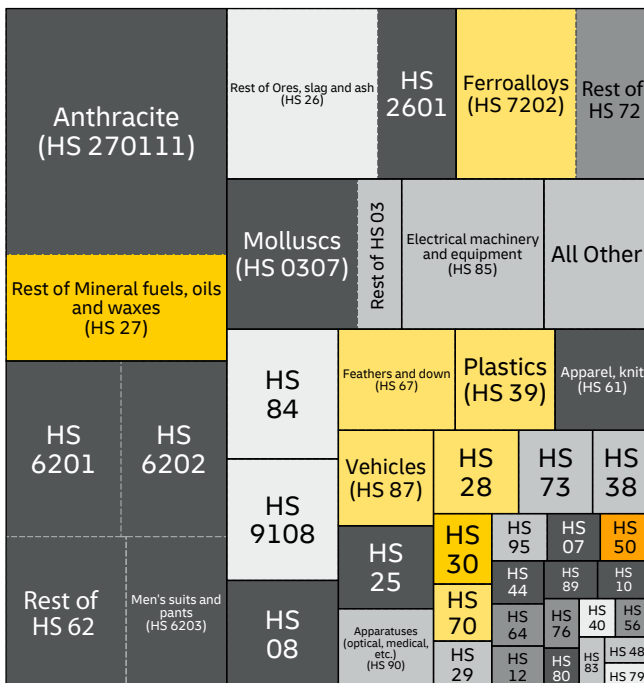 Anthracite
(HS 270111)
Rest of Ores, slag and ash
(HS 26)
HS
2601
Ferroalloys
(HS 7202)
Rest of
HS 72
Molluscs
(HS 0307)
Rest of HS 03
Electrical machinery
and equipment
(HS 85)
All Other
Rest of Mineral fuels, oils
and waxes
(HS 27)
HS
84
Feathers and down
(HS 67)
Plastics
(HS 39)
Apparel, knit
(HS 61)
HS
6201
HS
6202
HS
9108
Vehicles
(HS 87)
HS
28
HS
73
HS
38
HS
30
HS
95
HS
07
HS
50
HS
25
HS
44
HS
89
HS
10
Rest of
HS 62
Men's suits and
pants
(HS 6203)
HS
08
Apparatuses
(optical, medical,
etc.)
(HS 90)
HS
70
HS
64
HS
76
HS
40
HS
56
HS
29
HS
12
HS
80
HS
83
HS 48
HS 79